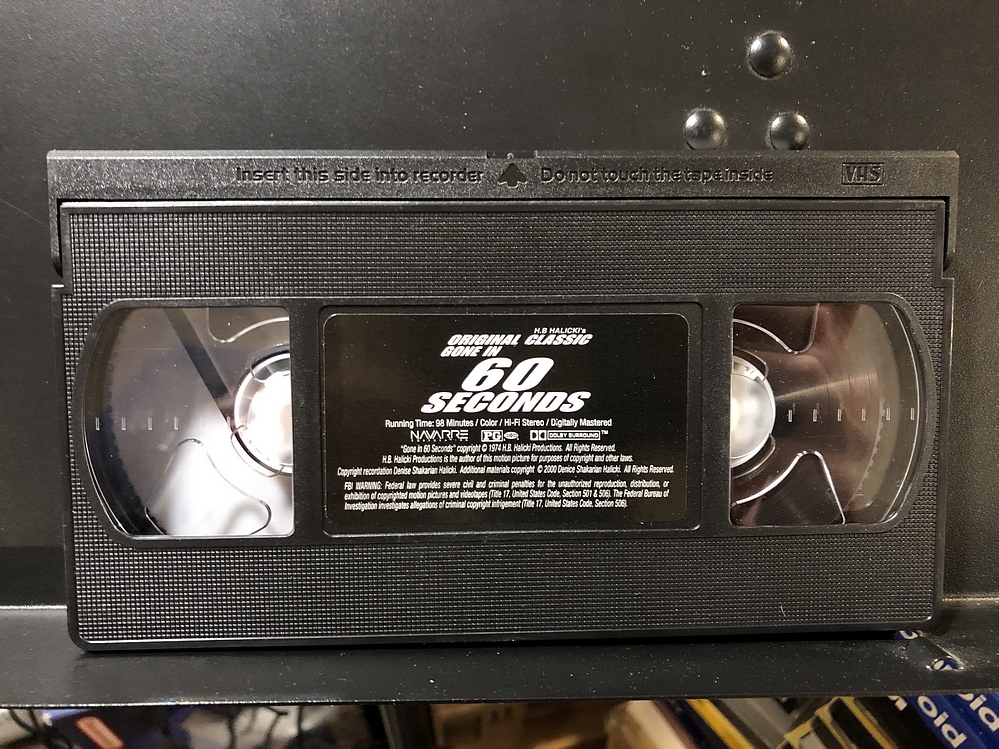 Insert this side into recorder Do not touch the tape inside VHS
H.B HALICKI's
ORIGINAL CLASSIC
GONE IN
60
SECONDS
Running Time: 98 Minutes / Color / Hi-Fi Stereo / Digitally Mastered
NAVARRE PG DOLBY SURROUND™
"Gone in 60 Seconds" copyright © 1974 H.B. Halicki Productions. All Rights Reserved.
H.B. Halicki Productions is the author of this motion picture for purposes of copyright and other laws.
Copyright recordation Denise Shakarian Halicki. Additional materials copyright © 2000 Denise Shakarian Halicki. All Rights Reserved.
FBI WARNING: Federal law provides severe civil and criminal penalties for the unauthorized reproduction, distribution, or
exhibition of copyrighted motion pictures and videotapes (Title 17, United States Code, Section 501 & 506). The Federal Bureau of
Investigation investigates allegations of criminal copyright infringement (Title 17, United States Code, Section 506).